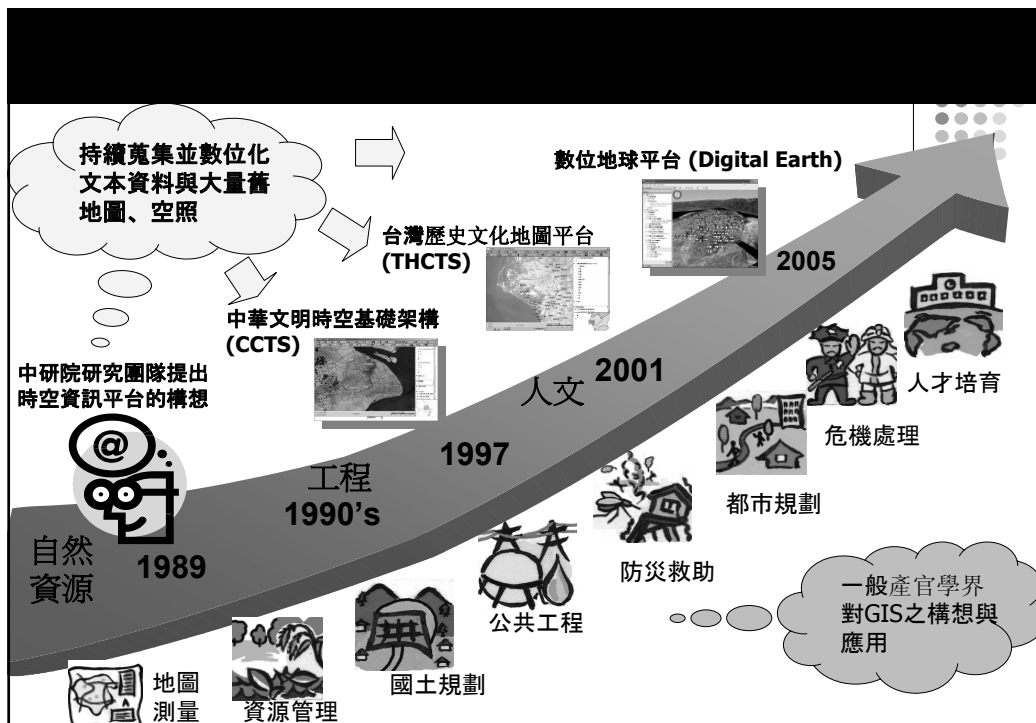 持續蒐集並數位化
文本資料與大量舊
地圖、空照
數位地球平台 (Digital Earth)
台灣歷史文化地圖平台
(THCTS)
2005
中華文明時空基礎架構
(CCTS)
中研院研究團隊提出
時空資訊平台的構想
@
人文 2001
人才培育
1997
危機處理
工程
1990's
都市規劃
自然
資源
1989
防災救助
公共工程
一般產官學界
對GIS之構想與
應用
國土規劃
地圖
測量
資源管理